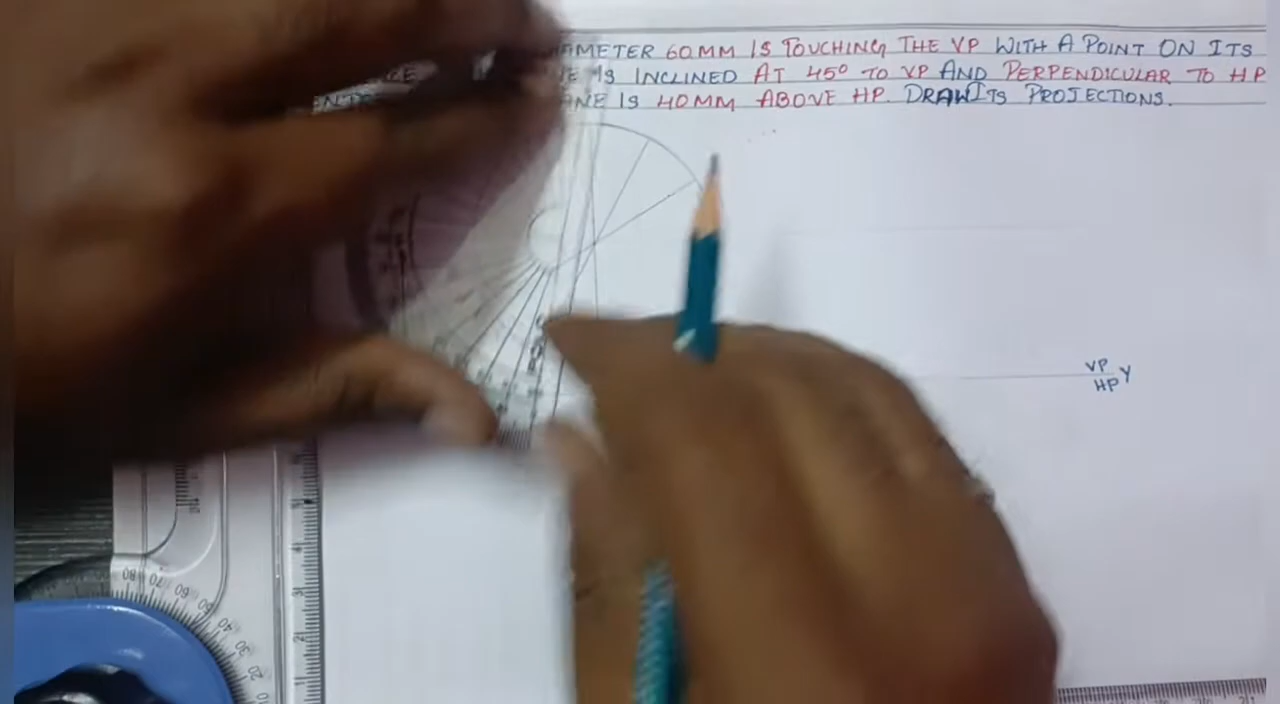 AMETER 60MM IS TOUCHING THE VP WITH A POINT ON ITS
IS INCLINED AT 45° TO VP AND PERPENDICULAR TO HP
IS 40MM ABOVE HP. DRAW ITS PROJECTIONS.
VP
HP Y